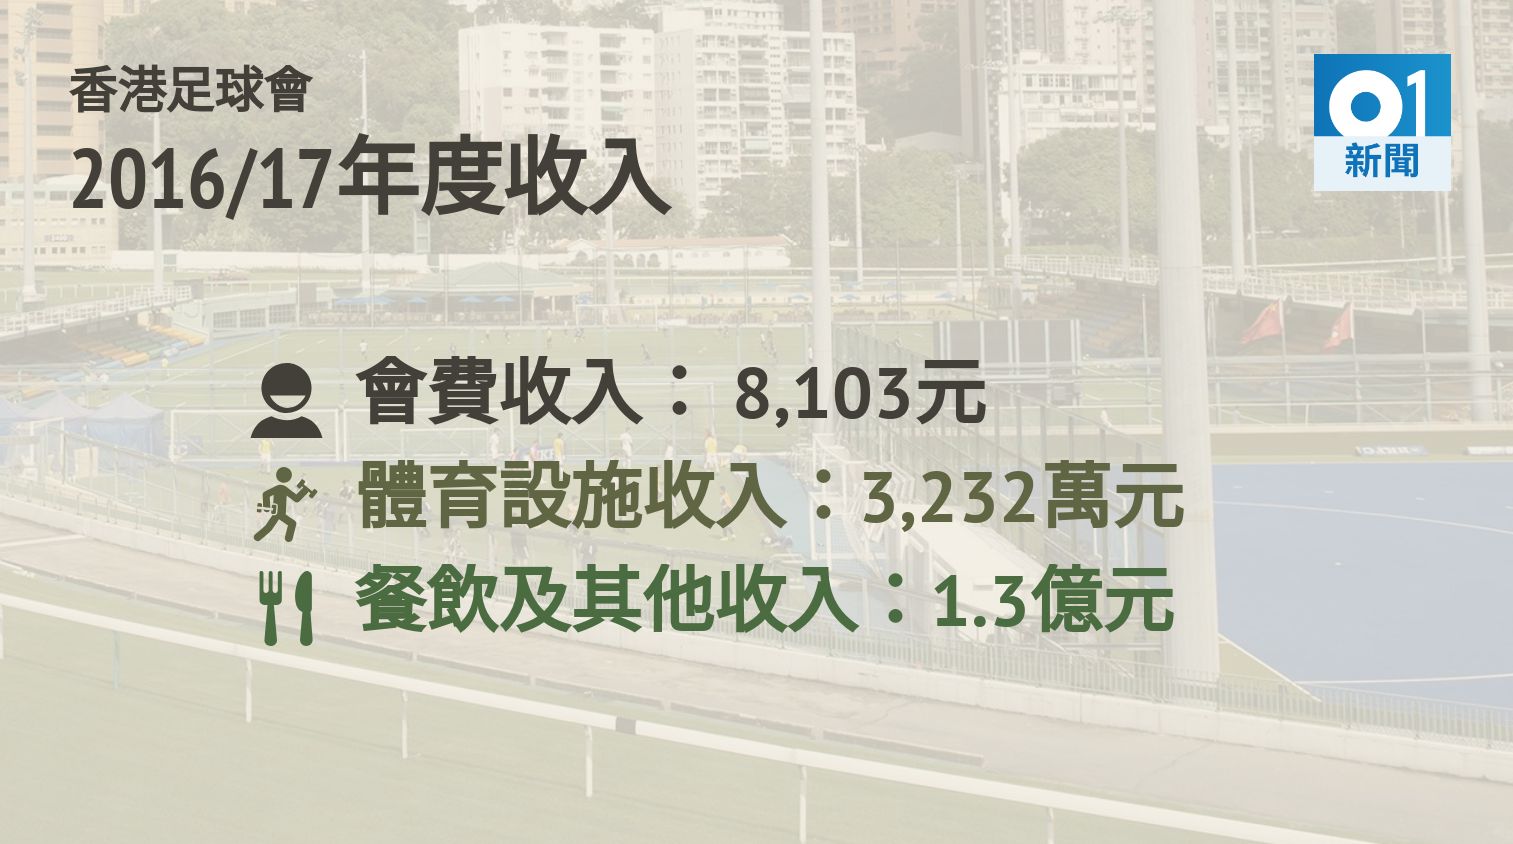 香港足球會
2016/17年度收入
01
新聞
會費收入： 8,103元
體育設施收入：3,232萬元
餐飲及其他收入：1.3億元